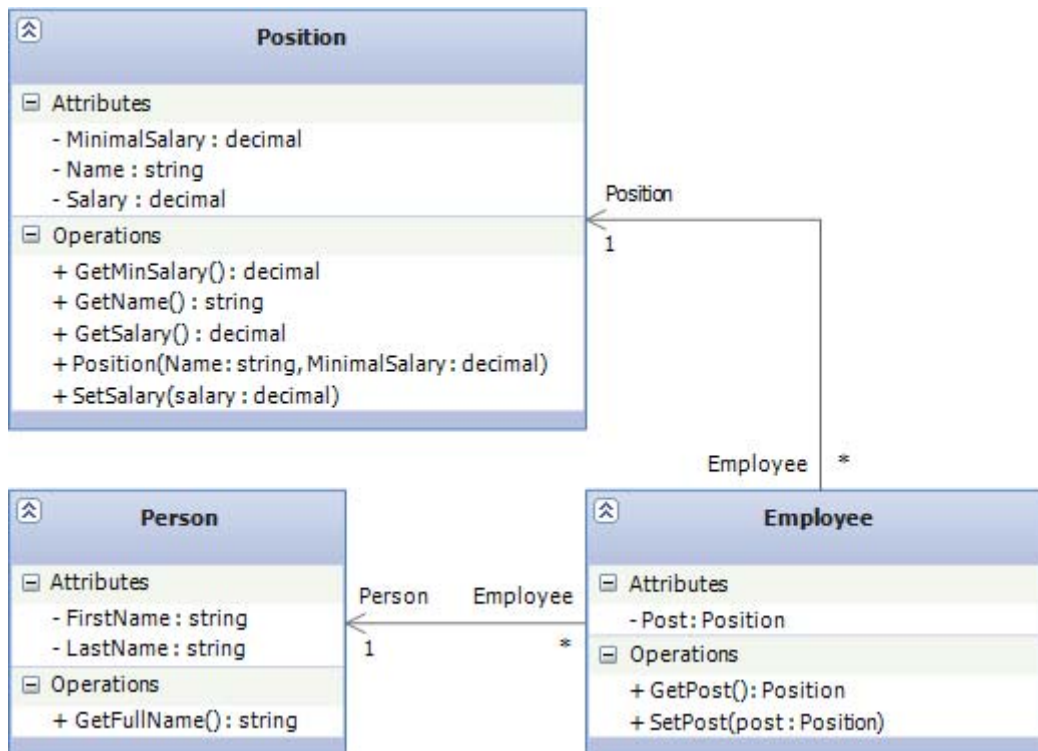 Position
Attributes
- MinimalSalary : decimal
- Name : string
- Salary : decimal
Operations
+ GetMinSalary() : decimal
+ GetName() : string
+ GetSalary() : decimal
+ Position(Name : string, MinimalSalary : decimal)
+ SetSalary(salary : decimal)
Position
1
Employee *
Person
Attributes
- FirstName : string
- LastName : string
Operations
+ GetFullName() : string
Person Employee
1 *
Employee
Attributes
- Post : Position
Operations
+ GetPost() : Position
+ SetPost(post : Position)